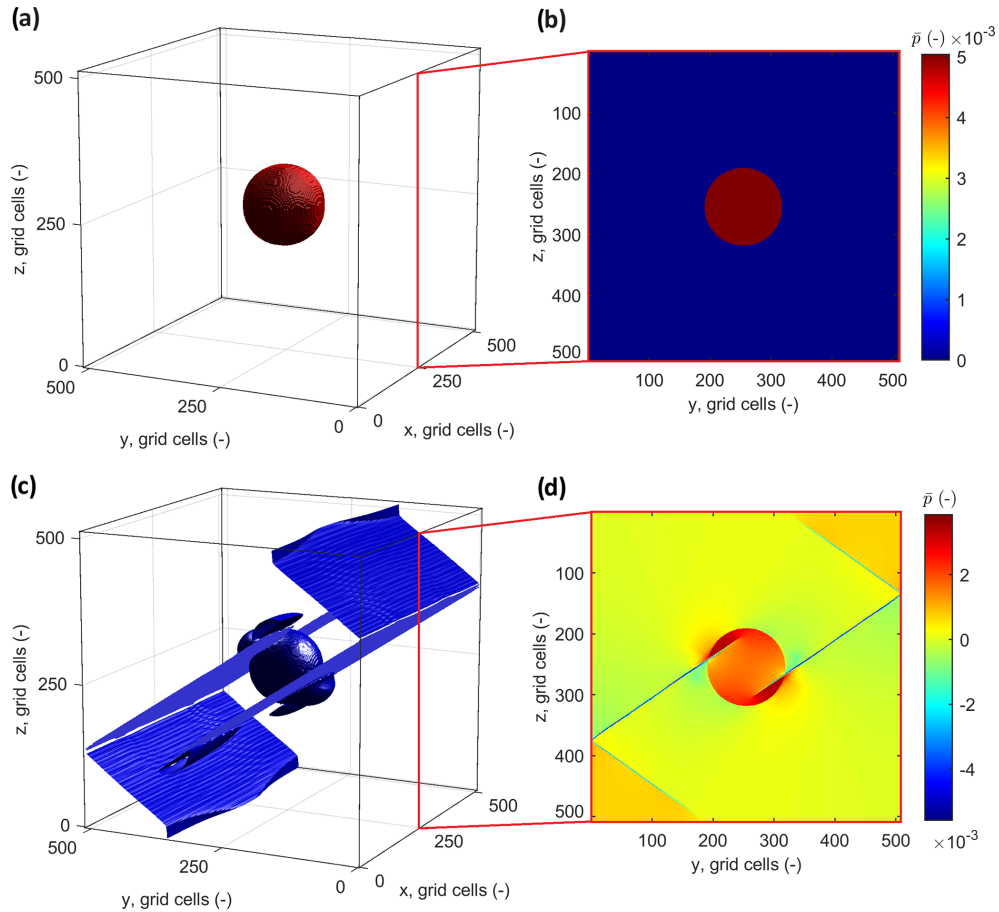 (a)
500
250
0
z, grid cells (-)
500
250
0
y, grid cells (-)
0
250
500
x, grid cells (-)
(b)
100
200
300
400
500
z, grid cells (-)
100 200 300 400 500
y, grid cells (-)
p̄ (-) ×10⁻³
5
4
3
2
1
0
(c)
500
250
0
z, grid cells (-)
500
250
0
y, grid cells (-)
0
250
500
x, grid cells (-)
(d)
100
200
300
400
500
z, grid cells (-)
100 200 300 400 500
y, grid cells (-)
p̄ (-)
2
0
-2
-4
×10⁻³